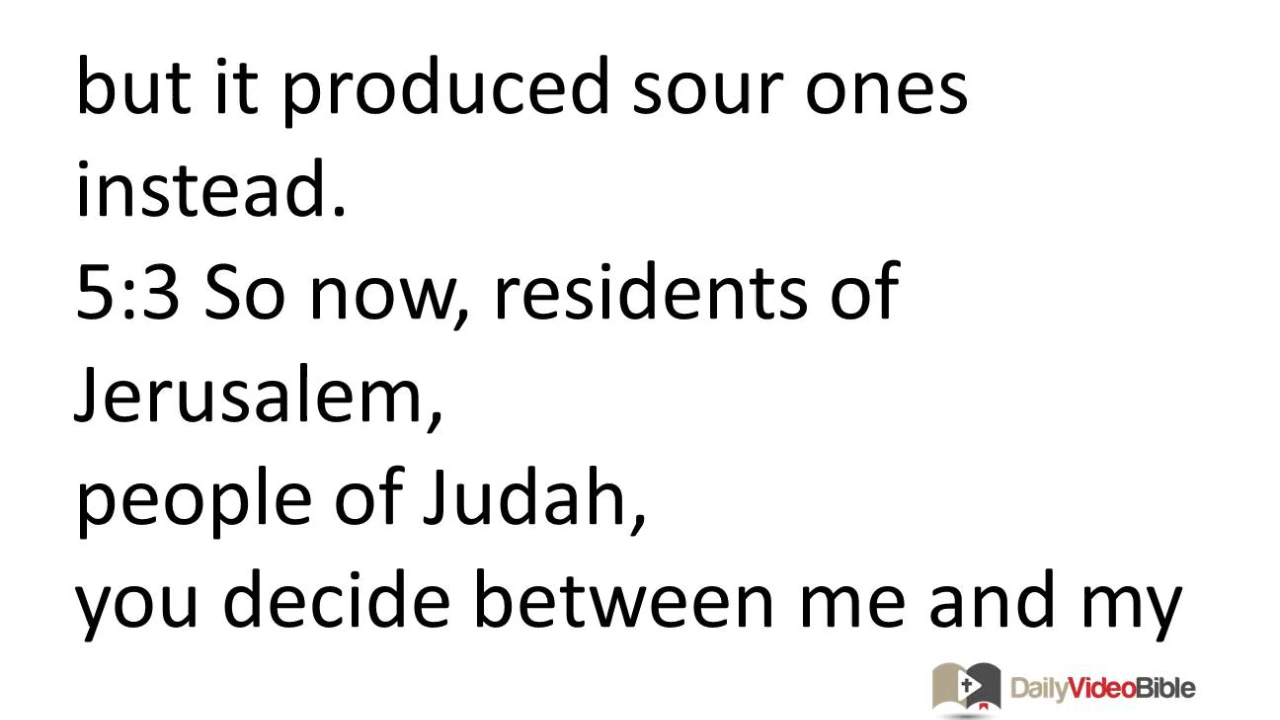 but it produced sour ones
instead.
5:3 So now, residents of
Jerusalem,
people of Judah,
you decide between me and my
DailyVideoBible